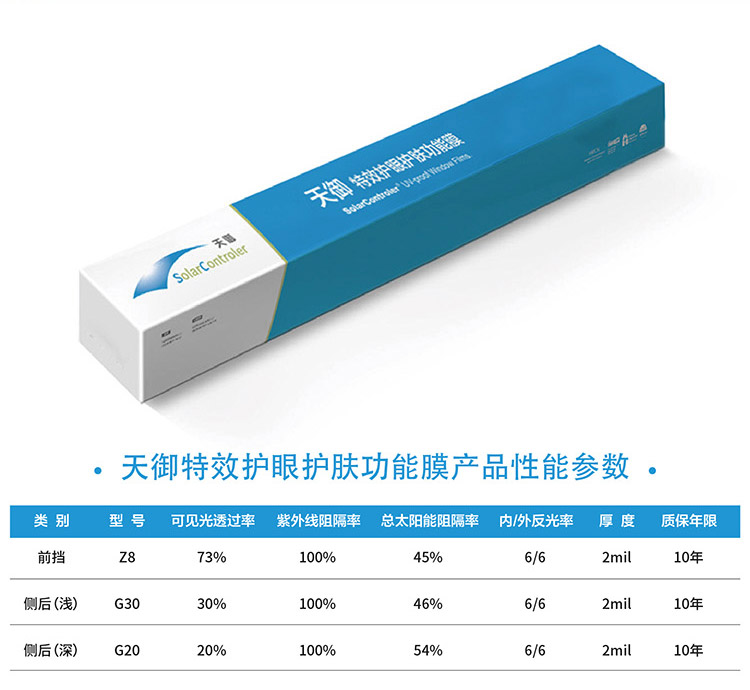 天御 特效护眼护肤功能膜
SolarControler® UV-proof Window Films
天御
SolarControler
• 天御特效护眼护肤功能膜产品性能参数 •
类 别 型 号 可见光透过率 紫外线阻隔率 总太阳能阻隔率 内/外反光率 厚 度 质保年限
前挡 Z8 73% 100% 45% 6/6 2mil 10年
侧后(浅) G30 30% 100% 46% 6/6 2mil 10年
侧后(深) G20 20% 100% 54% 6/6 2mil 10年